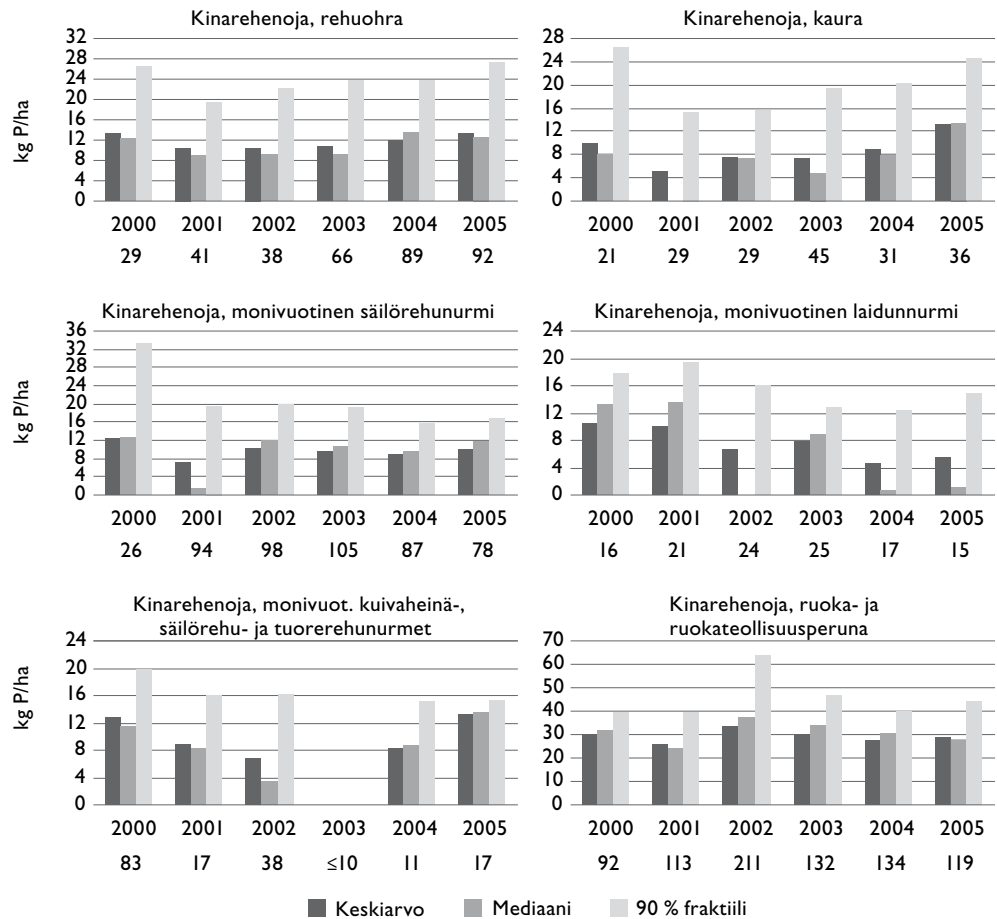 Kinarehenoja, rehuohra
kg P/ha
32
28
24
20
16
12
8
4
0
2000 2001 2002 2003 2004 2005
29 41 38 66 89 92
Kinarehenoja, kaura
28
24
20
16
12
8
4
0
2000 2001 2002 2003 2004 2005
21 29 29 45 31 36
Kinarehenoja, monivuotinen säilörehunurmi
kg P/ha
36
32
28
24
20
16
12
8
4
0
2000 2001 2002 2003 2004 2005
26 94 98 105 87 78
Kinarehenoja, monivuotinen laidunnurmi
24
20
16
12
8
4
0
2000 2001 2002 2003 2004 2005
16 21 24 25 17 15
Kinarehenoja, monivuot. kuivaheinä-,
säilörehu- ja tuorerehunurmet
kg P/ha
24
20
16
12
8
4
0
2000 2001 2002 2003 2004 2005
83 17 38 ≤10 11 17
Kinarehenoja, ruoka- ja
ruokateollisuusperuna
70
60
50
40
30
20
10
0
2000 2001 2002 2003 2004 2005
92 113 211 132 134 119
Keskiarvo Mediaani 90 % fraktiili